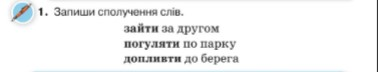 1. Запиши сполучення слів.
зайти за другом
погуляти по парку
допливти до берега